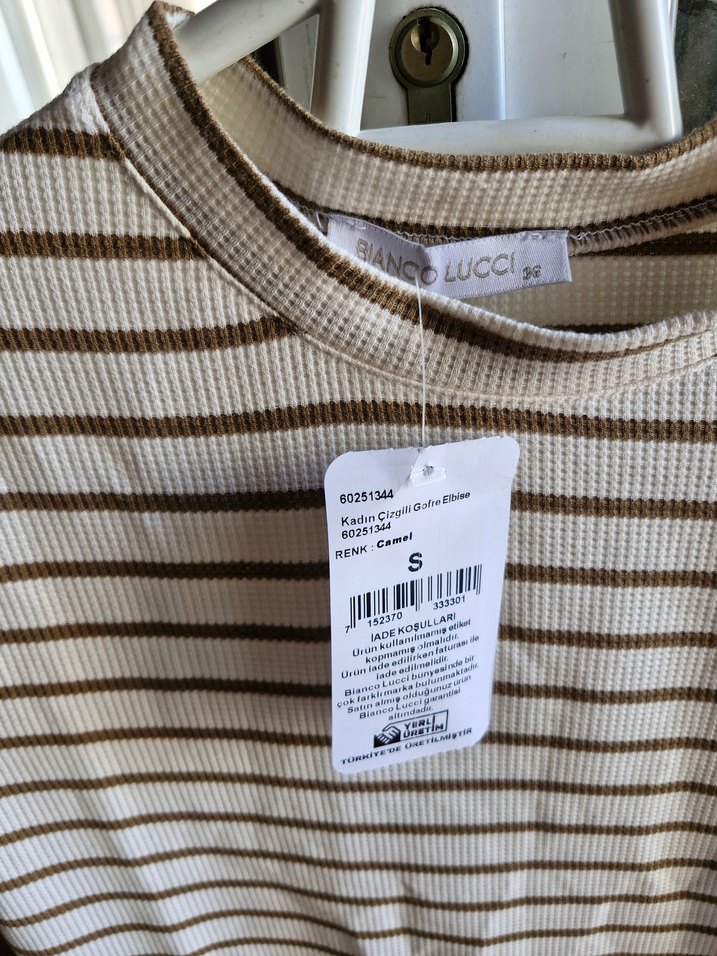 BIANCO LUCCI 36
60251344
Kadın Çizgili Gofre Elbise
60251344
RENK : Camel
S
7 152370 333301
İADE KOŞULLARI
Ürün kullanılmamış etiket
kopmamış olmalıdır.
Ürün iade edilirken faturası ile
iade edilmelidir.
Bianco Lucci bünyesinde bir
çok farklı marka bulunmaktadır.
Satın almış olduğunuz ürün
Bianco Lucci garantisi
altındadır.
YERLİ
ÜRETİM
TÜRKİYE'DE ÜRETİLMİŞTİR